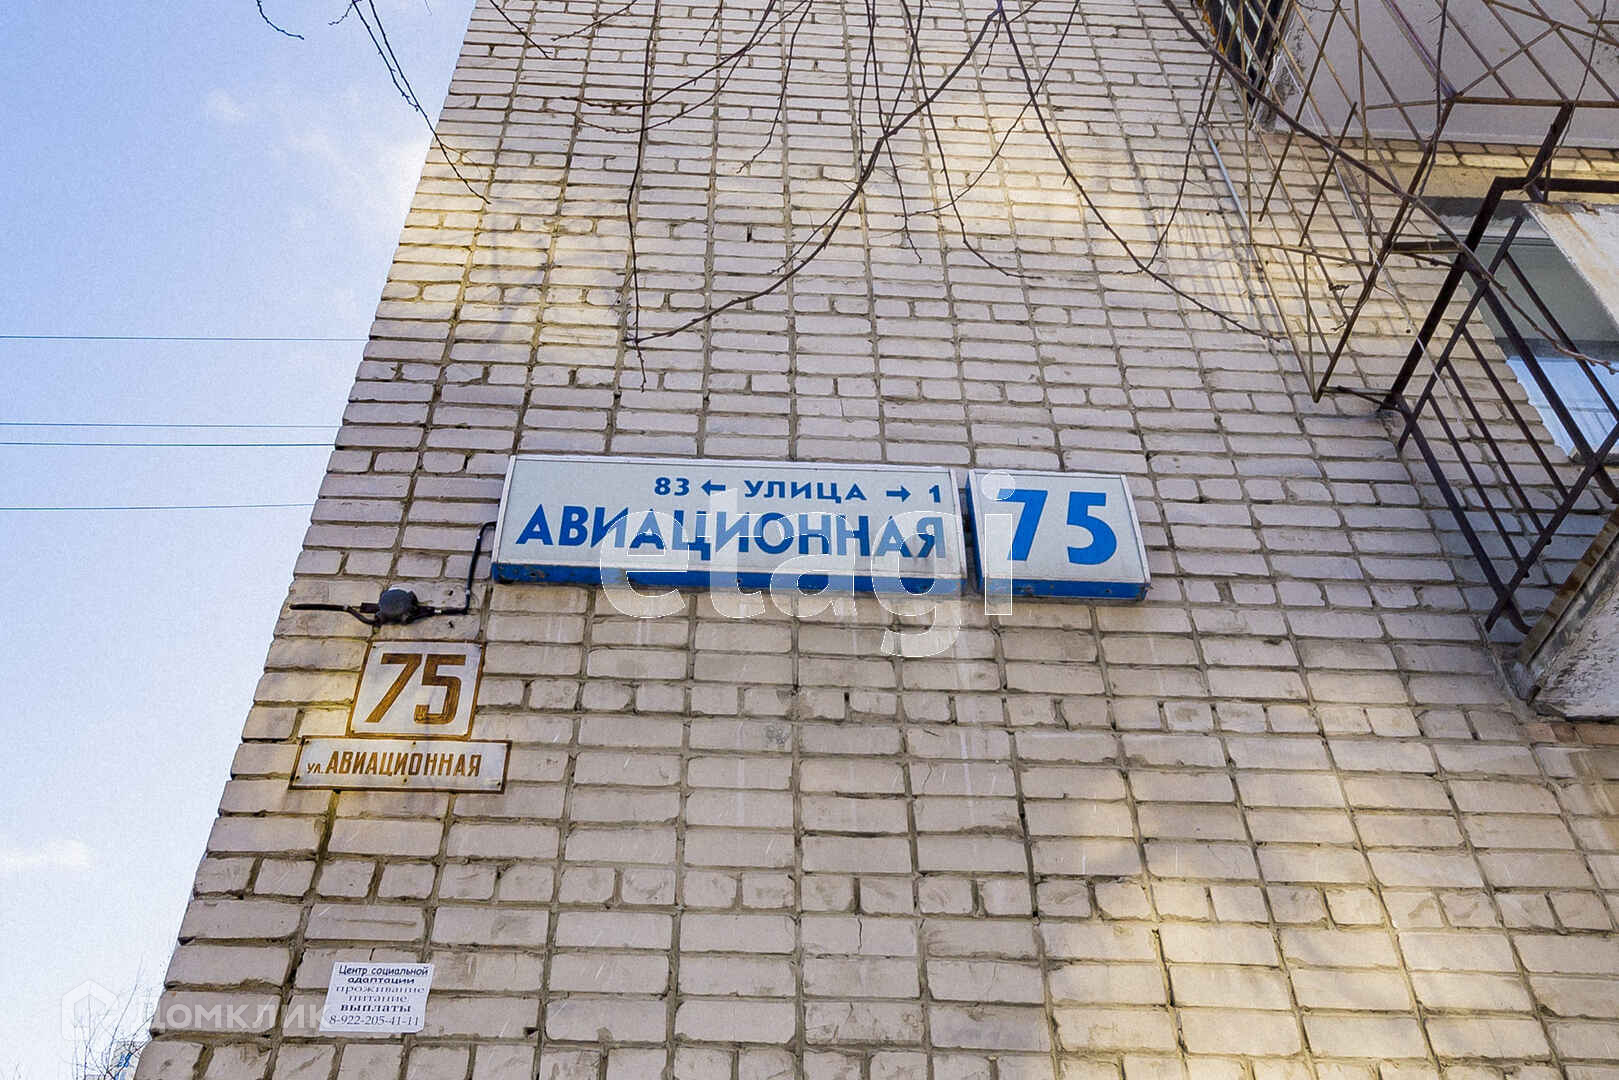 83 ← УЛИЦА → 1
АВИАЦИОННАЯ
75
etagi
75
УЛ. АВИАЦИОННАЯ
Центр социальной
адаптации
проживание
питание
выплаты
8-922-205-41-11
ДОМКЛИК